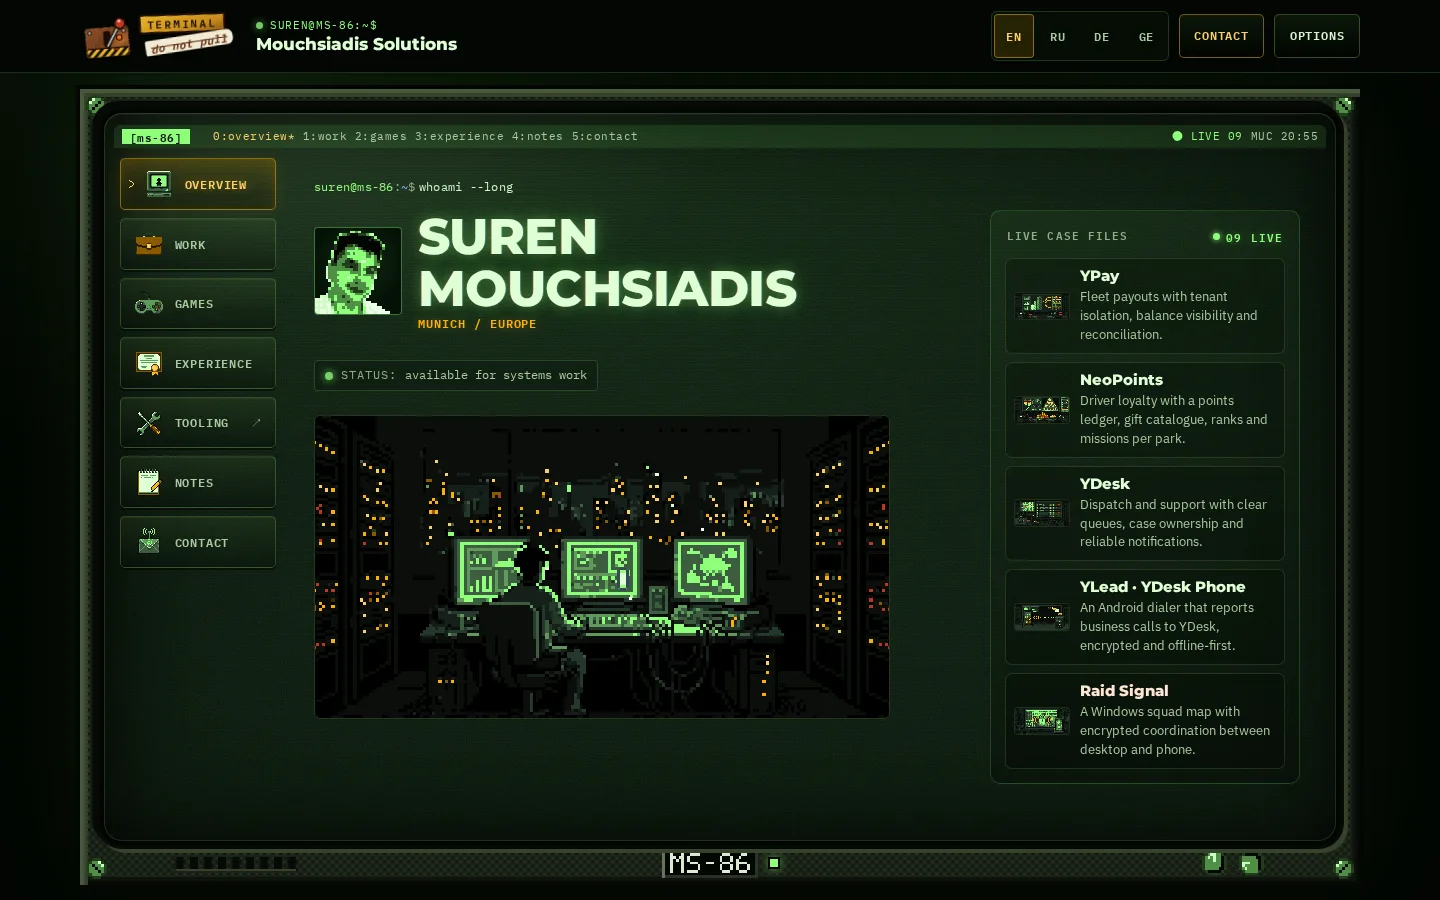 TERMINAL
do not pull
SUREN@MS-86:~$
Mouchsiadis Solutions
EN
RU
DE
GE
CONTACT
OPTIONS
[ms-86]
0:overview* 1:work 2:games 3:experience 4:notes 5:contact
LIVE 09 MUC 20:55
> OVERVIEW
WORK
GAMES
EXPERIENCE
TOOLING ↗
NOTES
CONTACT
suren@ms-86:~$ whoami --long
SUREN
MOUCHSIADIS
MUNICH / EUROPE
STATUS: available for systems work
LIVE CASE FILES
09 LIVE
YPay
Fleet payouts with tenant
isolation, balance visibility and
reconciliation.
NeoPoints
Driver loyalty with a points
ledger, gift catalogue, ranks and
missions per park.
YDesk
Dispatch and support with clear
queues, case ownership and
reliable notifications.
YLead · YDesk Phone
An Android dialer that reports
business calls to YDesk,
encrypted and offline-first.
Raid Signal
A Windows squad map with
encrypted coordination between
desktop and phone.
MS-86